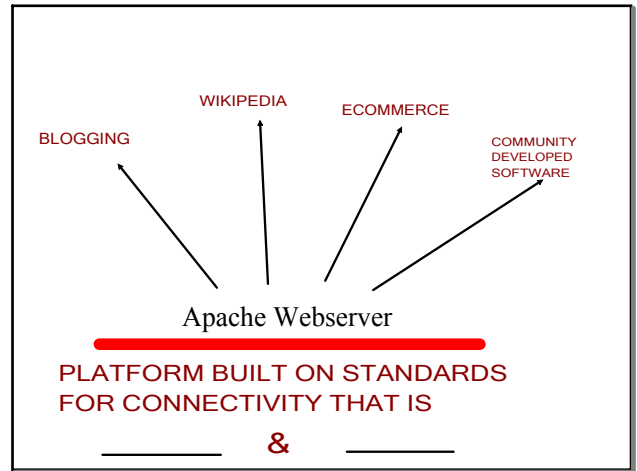 WIKIPEDIA
ECOMMERCE
BLOGGING
COMMUNITY
DEVELOPED
SOFTWARE
Apache Webserver
PLATFORM BUILT ON STANDARDS
FOR CONNECTIVITY THAT IS
&